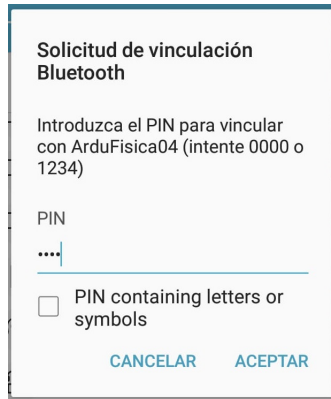 Solicitud de vinculación
Bluetooth
Introduzca el PIN para vincular
con ArduFisica04 (intente 0000 o
1234)
PIN
••••
PIN containing letters or
symbols
CANCELAR ACEPTAR